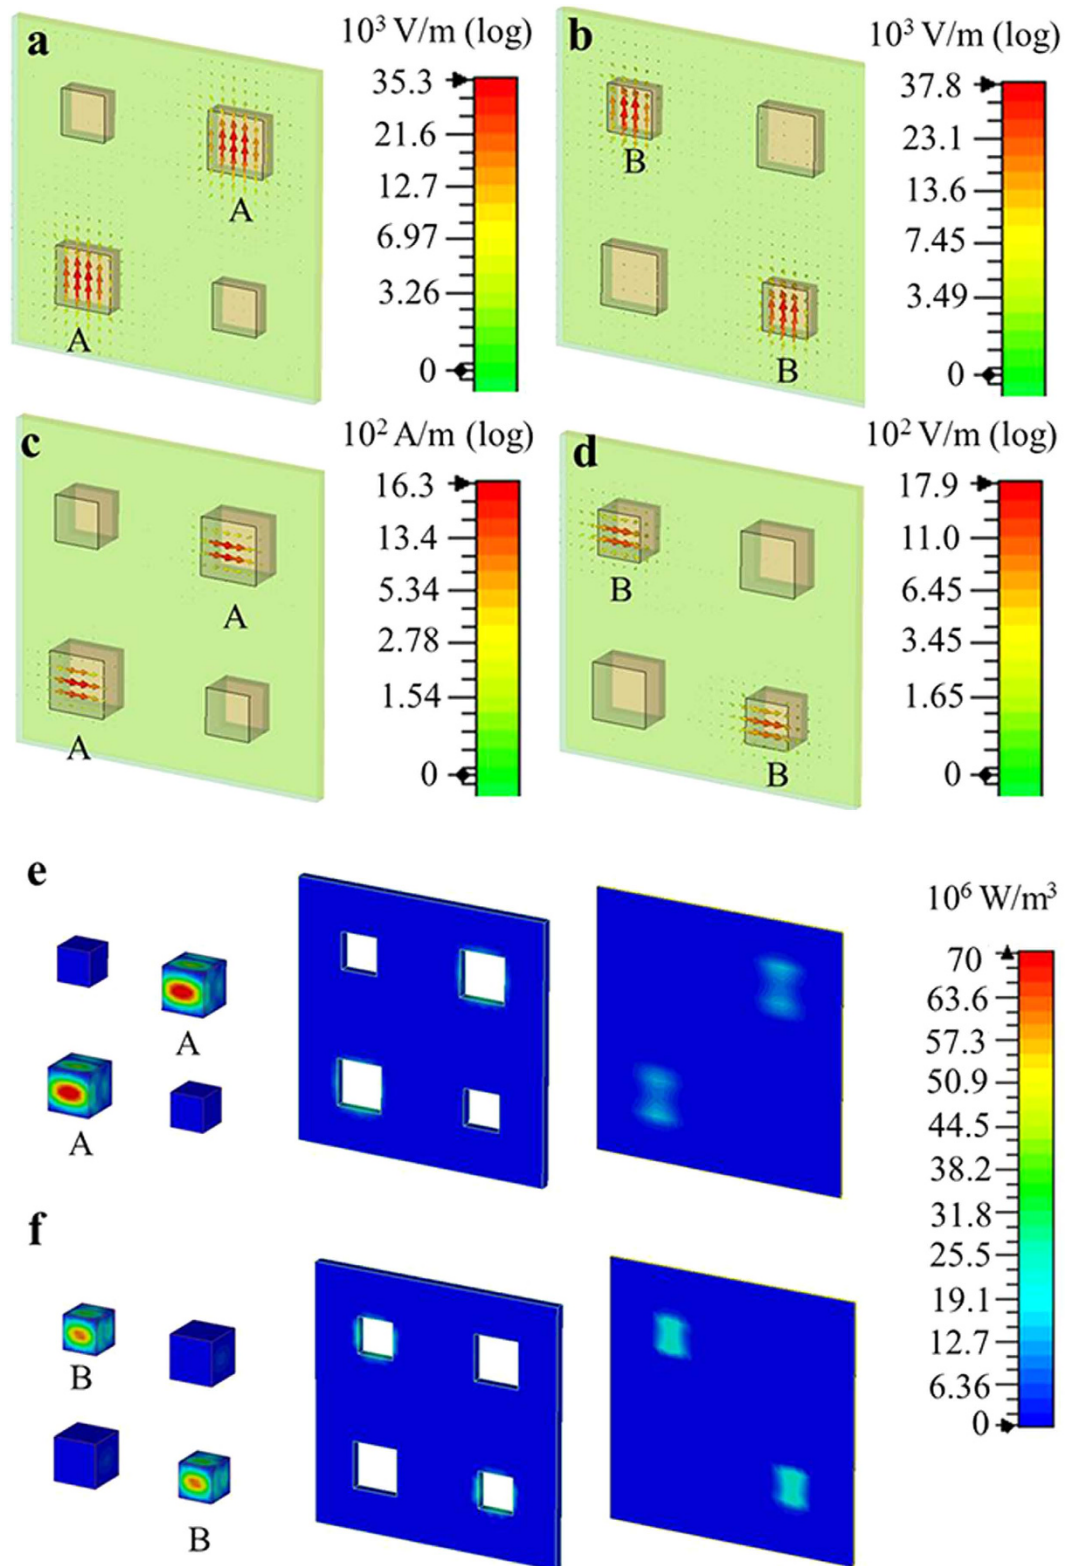 a
10³ V/m (log)
35.3
21.6
12.7
6.97
3.26
0
A
A
b
10³ V/m (log)
37.8
23.1
13.6
7.45
3.49
0
B
B
c
10² A/m (log)
16.3
13.4
5.34
2.78
1.54
0
A
A
d
10² V/m (log)
17.9
11.0
6.45
3.45
1.65
0
B
B
e
A
A
10⁶ W/m³
70
63.6
57.3
50.9
44.5
38.2
31.8
25.5
19.1
12.7
6.36
0
f
B
B